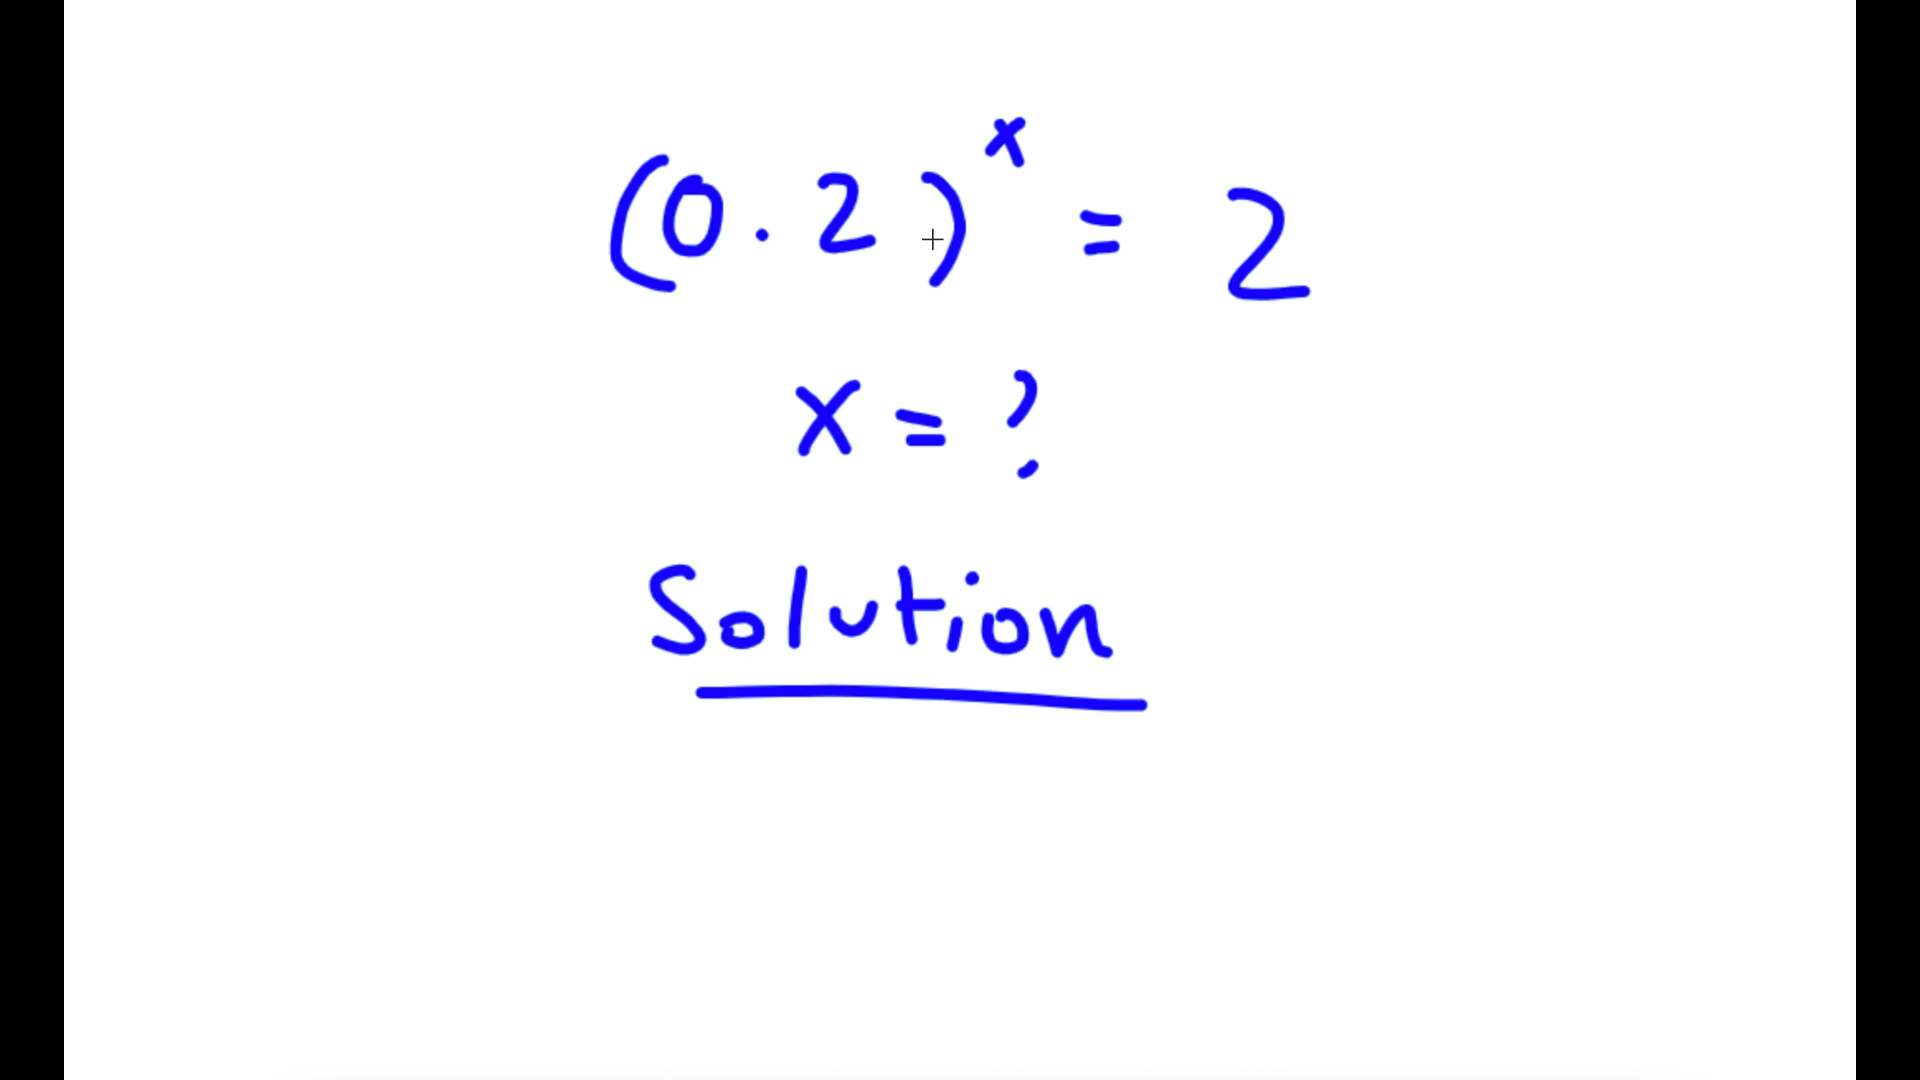 (0.2)^x = 2
x = ?
Solution